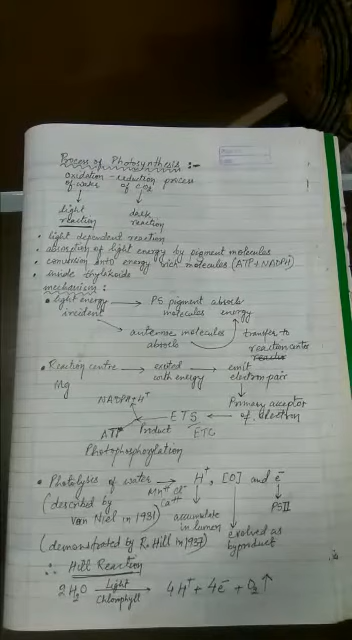 Process of Photosynthesis :-
oxidation - reduction process
of water of CO2
light dark
reaction reaction
• light dependent reaction
• absorption of light energy by pigment molecules
• conversion into energy rich molecules (ATP+NADPH)
• inside thylakoids
mechanism :
• light energy → PS pigment absorb
incident molecules energy
→ antennae molecules transfer to
absorb reaction center
• Reaction centre → excited → emit
Mg with energy electron pair
NADPH+H+ Primary acceptor
ETS ← of electron
ATP Product ETC
Photophosphorylation
• Photolysis of water → H+, [O] and e-
(described by Mn++ Cl- Ca++
Van Niel in 1931) accumulate PSII
in lumen
evolved as
(demonstrated by R. Hill in 1937) byproduct
∴ Hill Reaction
2H2O Light → 4H+ + 4e- + O2 ↑
Chlorophyll